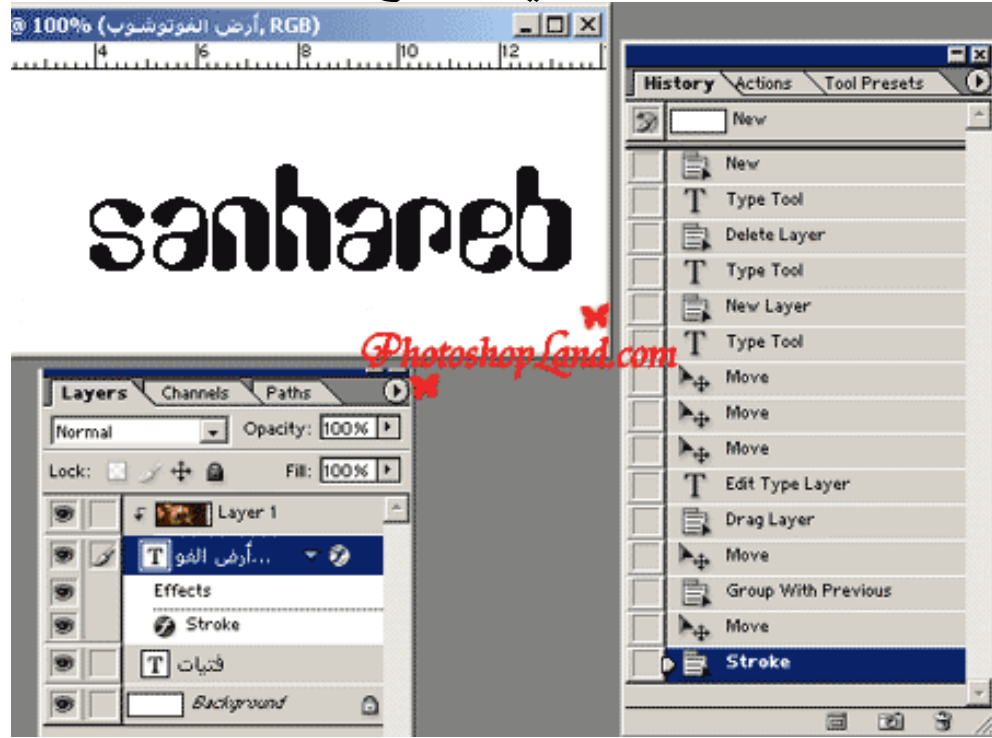 @ 100% (أرض الفوتوشوب, RGB)
4 6 8 10 12
sanhareb
PhotoshopLand.com
Layers Channels Paths
Normal Opacity: 100%
Lock: Fill: 100%
Layer 1
T أرض الفو...
Effects
Stroke
T فتيات
Background
History Actions Tool Presets
New
New
T Type Tool
Delete Layer
T Type Tool
New Layer
T Type Tool
Move
Move
Move
T Edit Type Layer
Drag Layer
Move
Group With Previous
Move
Stroke